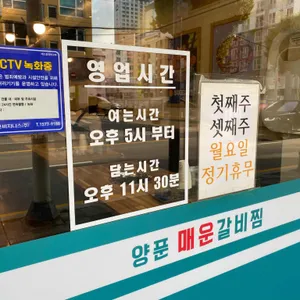 CCTV 녹화중
영업시간
여는시간
오후 5시 부터
닫는시간
오후 11시 30분
첫째주
셋째주
월요일
정기휴무
양푼 매운갈비찜